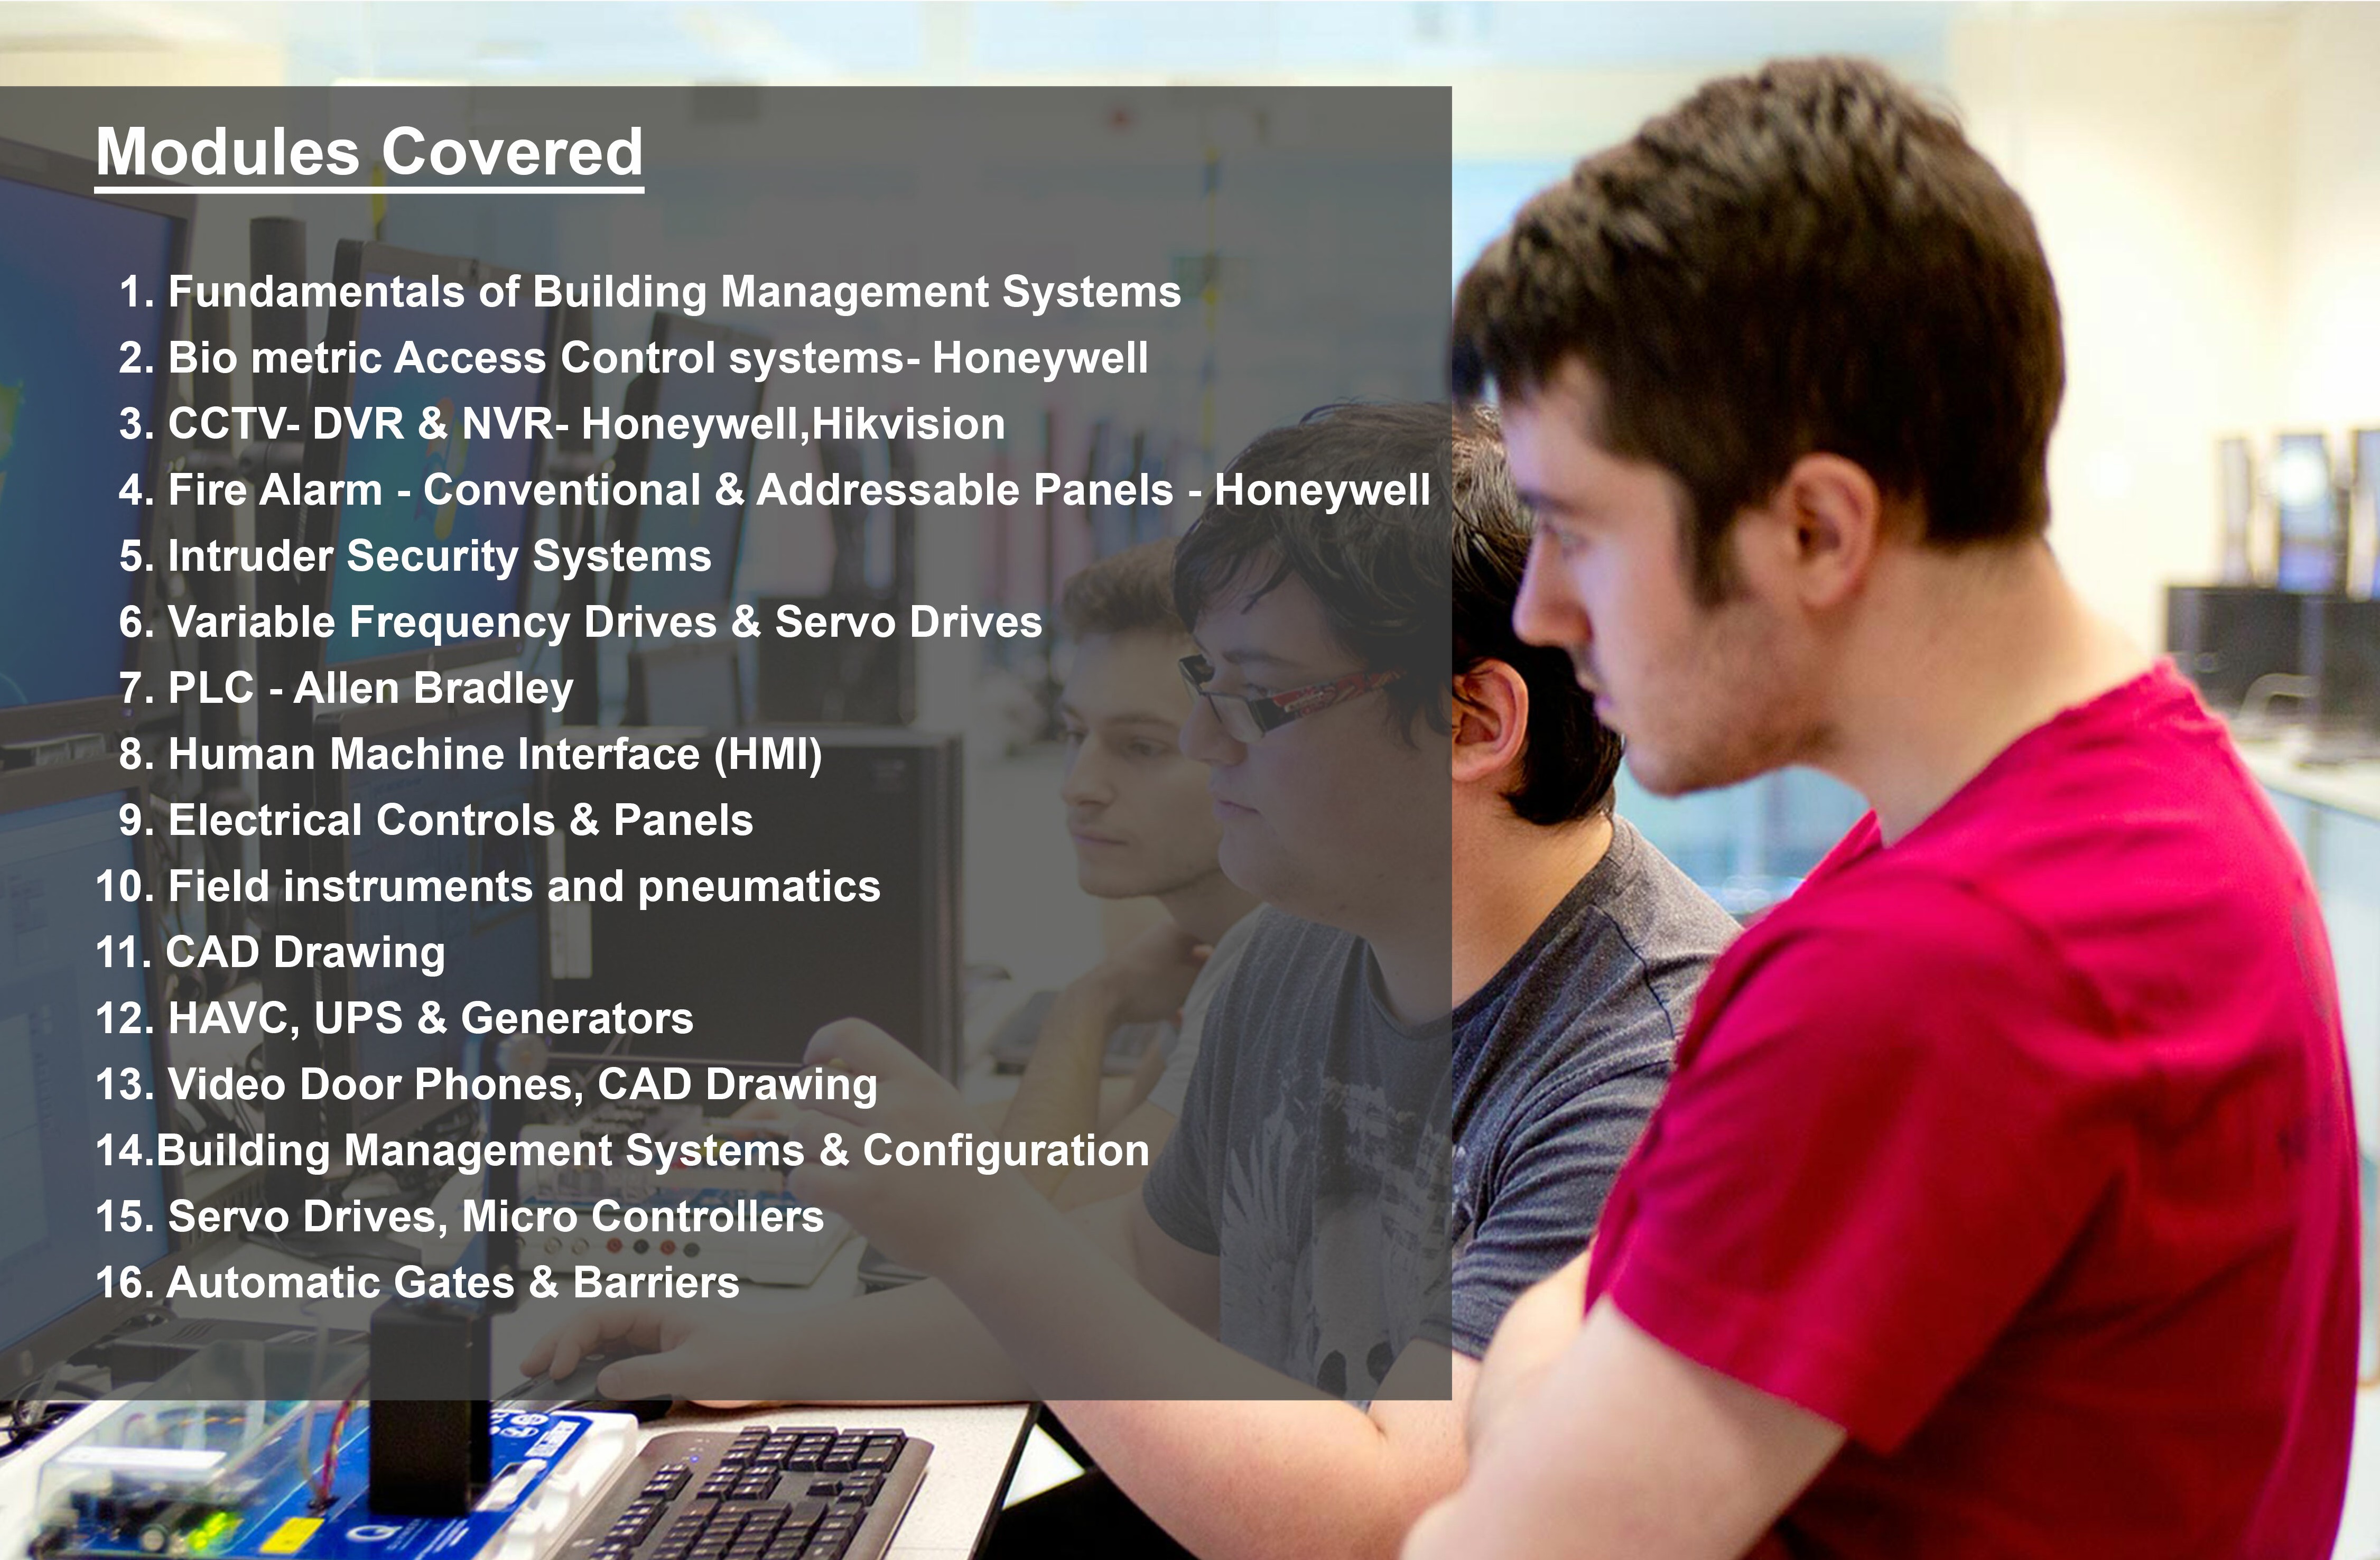 Modules Covered
1. Fundamentals of Building Management Systems
2. Bio metric Access Control systems- Honeywell
3. CCTV- DVR & NVR- Honeywell,Hikvision
4. Fire Alarm - Conventional & Addressable Panels - Honeywell
5. Intruder Security Systems
6. Variable Frequency Drives & Servo Drives
7. PLC - Allen Bradley
8. Human Machine Interface (HMI)
9. Electrical Controls & Panels
10. Field instruments and pneumatics
11. CAD Drawing
12. HAVC, UPS & Generators
13. Video Door Phones, CAD Drawing
14.Building Management Systems & Configuration
15. Servo Drives, Micro Controllers
16. Automatic Gates & Barriers